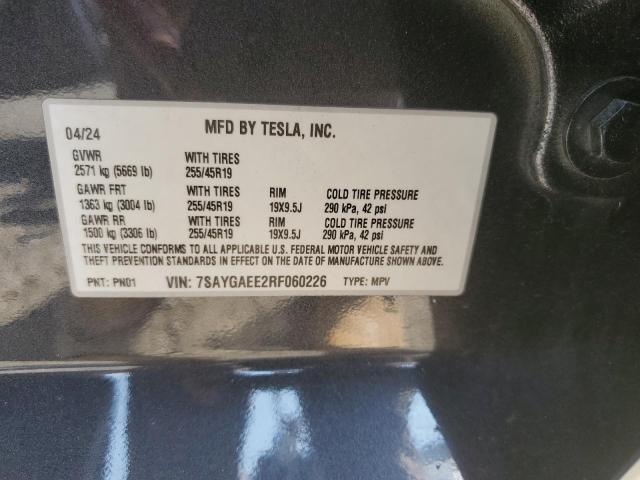 04/24 MFD BY TESLA, INC.
GVWR WITH TIRES
2571 kg (5669 lb) 255/45R19
GAWR FRT WITH TIRES RIM COLD TIRE PRESSURE
1363 kg (3004 lb) 255/45R19 19X9.5J 290 kPa, 42 psi
GAWR RR WITH TIRES RIM COLD TIRE PRESSURE
1500 kg (3306 lb) 255/45R19 19X9.5J 290 kPa, 42 psi
THIS VEHICLE CONFORMS TO ALL APPLICABLE U.S. FEDERAL MOTOR VEHICLE SAFETY AND
THEFT PREVENTION STANDARDS IN EFFECT ON THE DATE OF MANUFACTURE SHOWN ABOVE.
PNT: PN01 VIN: 7SAYGAEE2RF060226 TYPE: MPV